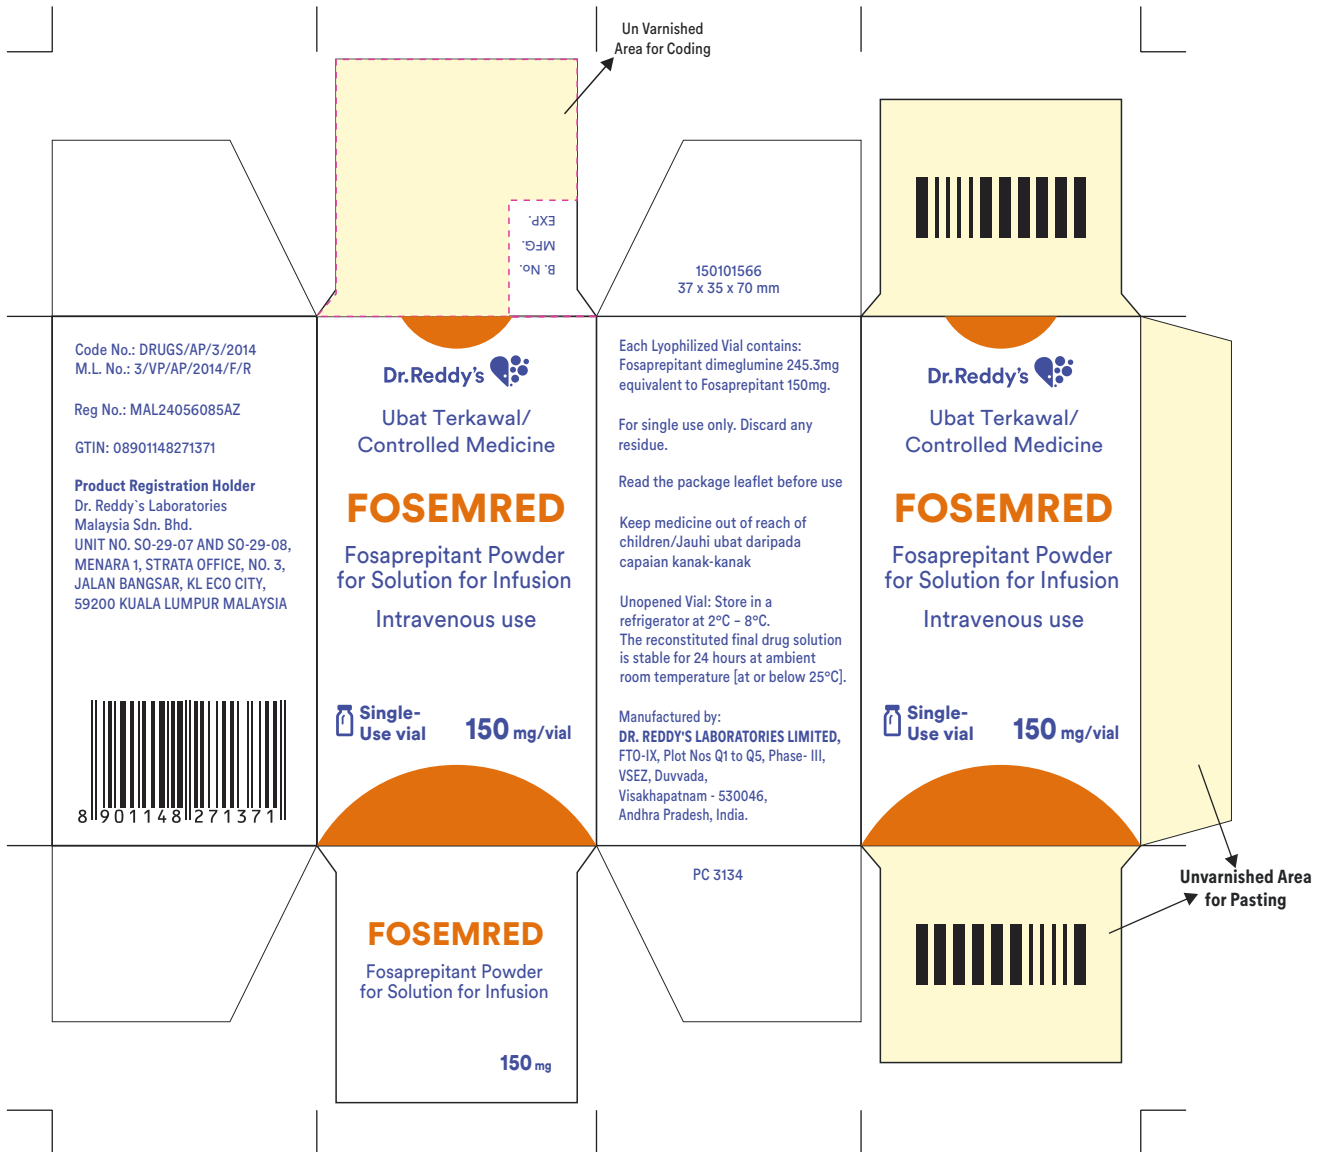 Un Varnished
Area for Coding
EXP.
MFG.
B. No.
150101566
37 x 35 x 70 mm
Code No.: DRUGS/AP/3/2014
M.L. No.: 3/VP/AP/2014/F/R
Reg No.: MAL24056085AZ
GTIN: 08901148271371
Product Registration Holder
Dr. Reddy`s Laboratories
Malaysia Sdn. Bhd.
UNIT NO. SO-29-07 AND SO-29-08,
MENARA 1, STRATA OFFICE, NO. 3,
JALAN BANGSAR, KL ECO CITY,
59200 KUALA LUMPUR MALAYSIA
8 901148 271371
Dr.Reddy's
Ubat Terkawal/
Controlled Medicine
FOSEMRED
Fosaprepitant Powder
for Solution for Infusion
Intravenous use
Single-
Use vial
150 mg/vial
Each Lyophilized Vial contains:
Fosaprepitant dimeglumine 245.3mg
equivalent to Fosaprepitant 150mg.
For single use only. Discard any
residue.
Read the package leaflet before use
Keep medicine out of reach of
children/Jauhi ubat daripada
capaian kanak-kanak
Unopened Vial: Store in a
refrigerator at 2°C – 8°C.
The reconstituted final drug solution
is stable for 24 hours at ambient
room temperature [at or below 25°C].
Manufactured by:
DR. REDDY'S LABORATORIES LIMITED,
FTO-IX, Plot Nos Q1 to Q5, Phase- III,
VSEZ, Duvvada,
Visakhapatnam - 530046,
Andhra Pradesh, India.
Dr.Reddy's
Ubat Terkawal/
Controlled Medicine
FOSEMRED
Fosaprepitant Powder
for Solution for Infusion
Intravenous use
Single-
Use vial
150 mg/vial
Unvarnished Area
for Pasting
PC 3134
FOSEMRED
Fosaprepitant Powder
for Solution for Infusion
150 mg